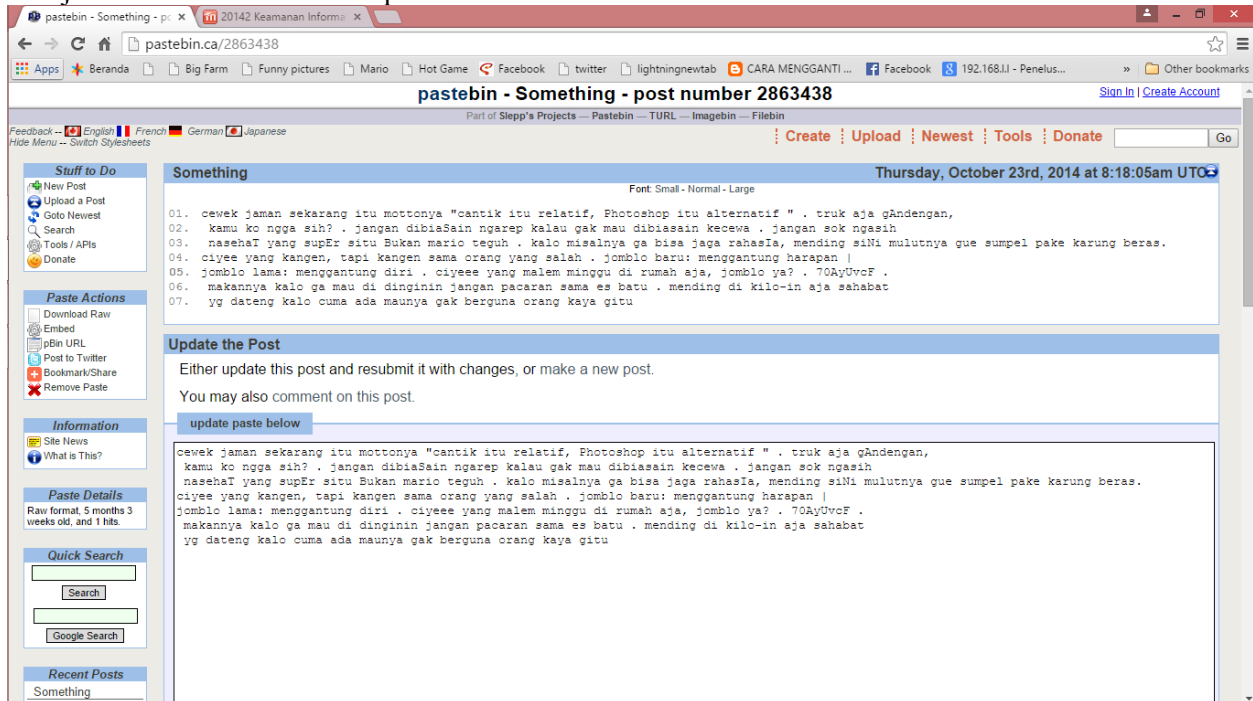 pastebin - Something - pc
20142 Keamanan Informa
pastebin.ca/2863438
Apps Beranda Big Farm Funny pictures Mario Hot Game Facebook twitter lightningnewtab CARA MENGGANTI ... Facebook 192.168.l.l - Penelus... » Other bookmarks
pastebin - Something - post number 2863438
Sign In | Create Account
Part of Slepp's Projects — Pastebin — TURL — Imagebin — Filebin
Feedback -- English French German Japanese
Hide Menu -- Switch Stylesheets
Create Upload Newest Tools Donate Go
Stuff to Do
New Post
Upload a Post
Goto Newest
Search
Tools / APIs
Donate
Paste Actions
Download Raw
Embed
pBin URL
Post to Twitter
Bookmark/Share
Remove Paste
Information
Site News
What is This?
Paste Details
Raw format, 5 months 3
weeks old, and 1 hits.
Quick Search
Search
Google Search
Recent Posts
Something
Something Thursday, October 23rd, 2014 at 8:18:05am UTC
Font: Small - Normal - Large
01. cewek jaman sekarang itu mottonya "cantik itu relatif, Photoshop itu alternatif " . truk aja gAndengan,
02. kamu ko ngga sih? . jangan dibiaSain ngarep kalau gak mau dibiasain kecewa . jangan sok ngasih
03. nasehaT yang supEr situ Bukan mario teguh . kalo misalnya ga bisa jaga rahasIa, mending siNi mulutnya gue sumpel pake karung beras.
04. ciyee yang kangen, tapi kangen sama orang yang salah . jomblo baru: menggantung harapan |
05. jomblo lama: menggantung diri . ciyeee yang malem minggu di rumah aja, jomblo ya? . 70AyUvcF .
06. makannya kalo ga mau di dinginin jangan pacaran sama es batu . mending di kilo-in aja sahabat
07. yg dateng kalo cuma ada maunya gak berguna orang kaya gitu
Update the Post
Either update this post and resubmit it with changes, or make a new post.
You may also comment on this post.
update paste below
cewek jaman sekarang itu mottonya "cantik itu relatif, Photoshop itu alternatif " . truk aja gAndengan,
kamu ko ngga sih? . jangan dibiaSain ngarep kalau gak mau dibiasain kecewa . jangan sok ngasih
nasehaT yang supEr situ Bukan mario teguh . kalo misalnya ga bisa jaga rahasIa, mending siNi mulutnya gue sumpel pake karung beras.
ciyee yang kangen, tapi kangen sama orang yang salah . jomblo baru: menggantung harapan |
jomblo lama: menggantung diri . ciyeee yang malem minggu di rumah aja, jomblo ya? . 70AyUvcF .
makannya kalo ga mau di dinginin jangan pacaran sama es batu . mending di kilo-in aja sahabat
yg dateng kalo cuma ada maunya gak berguna orang kaya gitu